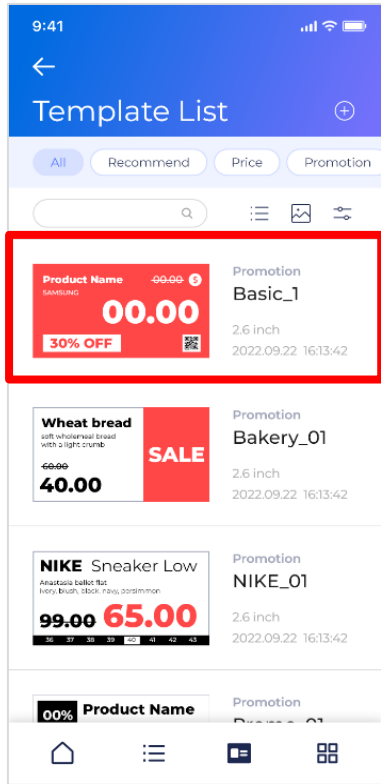 9:41
Template List
All Recommend Price Promotion
Product Name 00.00 $
SAMSUNG
00.00
30% OFF
Promotion
Basic_1
2.6 inch
2022.09.22 16:13:42
Wheat bread
soft wholemeal bread
with a light crumb
60.00
40.00
SALE
Promotion
Bakery_01
2.6 inch
2022.09.22 16:13:42
NIKE Sneaker Low
Anastasia ballet flat
ivory, blush, black, navy, persimmon
99.00 65.00
36 37 38 39 40 41 42 43
Promotion
NIKE_01
2.6 inch
2022.09.22 16:13:42
00% Product Name
Promotion